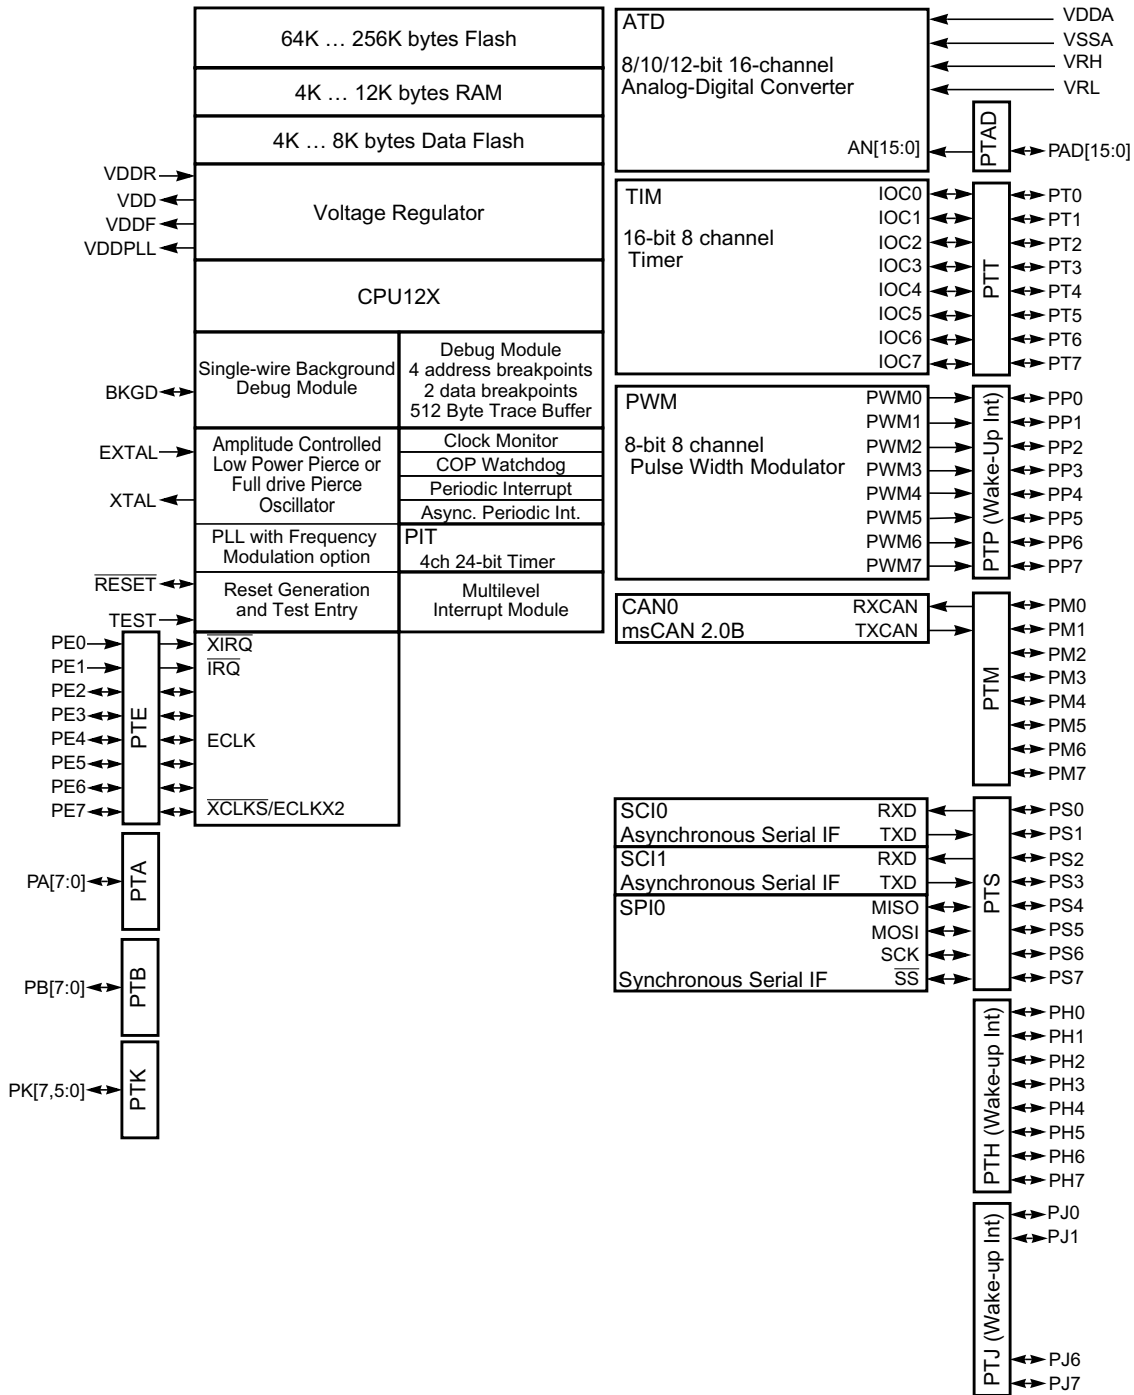 64K … 256K bytes Flash
4K … 12K bytes RAM
4K … 8K bytes Data Flash
VDDR
VDD
VDDF
VDDPLL
Voltage Regulator
CPU12X
BKGD
Single-wire Background
Debug Module
Debug Module
4 address breakpoints
2 data breakpoints
512 Byte Trace Buffer
EXTAL
XTAL
Amplitude Controlled
Low Power Pierce or
Full drive Pierce
Oscillator
Clock Monitor
COP Watchdog
Periodic Interrupt
Async. Periodic Int.
PLL with Frequency
Modulation option
PIT
4ch 24-bit Timer
RESET
TEST
Reset Generation
and Test Entry
Multilevel
Interrupt Module
PE0
PE1
PE2
PE3
PE4
PE5
PE6
PE7
PTE
XIRQ
IRQ
ECLK
XCLKS/ECLKX2
PA[7:0]
PTA
PB[7:0]
PTB
PK[7,5:0]
PTK
ATD
8/10/12-bit 16-channel
Analog-Digital Converter
AN[15:0]
VDDA
VSSA
VRH
VRL
PTAD
PAD[15:0]
TIM
16-bit 8 channel
Timer
IOC0
IOC1
IOC2
IOC3
IOC4
IOC5
IOC6
IOC7
PTT
PT0
PT1
PT2
PT3
PT4
PT5
PT6
PT7
PWM
8-bit 8 channel
Pulse Width Modulator
PWM0
PWM1
PWM2
PWM3
PWM4
PWM5
PWM6
PWM7
PTP (Wake-Up Int)
PP0
PP1
PP2
PP3
PP4
PP5
PP6
PP7
CAN0
msCAN 2.0B
RXCAN
TXCAN
PTM
PM0
PM1
PM2
PM3
PM4
PM5
PM6
PM7
SCI0
Asynchronous Serial IF
RXD
TXD
SCI1
Asynchronous Serial IF
RXD
TXD
SPI0
Synchronous Serial IF
MISO
MOSI
SCK
SS
PTS
PS0
PS1
PS2
PS3
PS4
PS5
PS6
PS7
PTH (Wake-up Int)
PH0
PH1
PH2
PH3
PH4
PH5
PH6
PH7
PTJ (Wake-up Int)
PJ0
PJ1
PJ6
PJ7